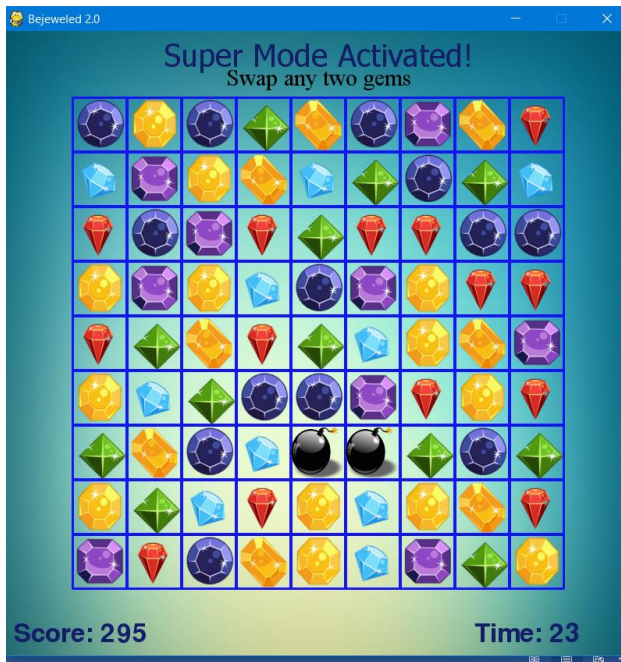 Bejeweled 2.0
Super Mode Activated!
Swap any two gems
Score: 295
Time: 23